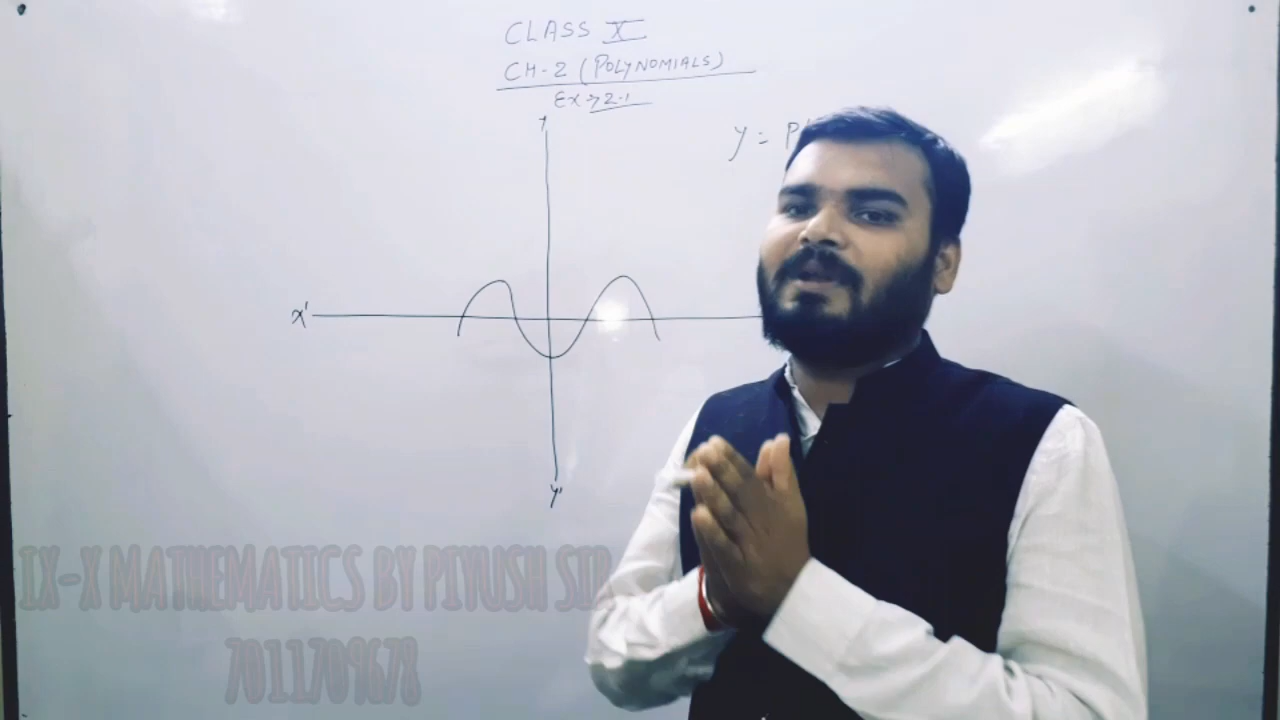 CLASS X
CH-2 (POLYNOMIALS)
Ex → 2.1
y
y = P
x'
y'
IX-X MATHEMATICS BY PIYUSH SIR
7011709678